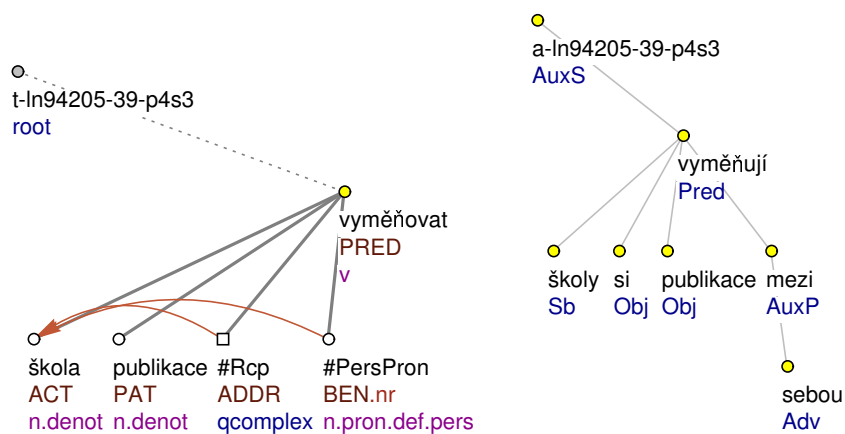 t-ln94205-39-p4s3
root
vyměňovat
PRED
v
škola publikace #Rcp #PersPron
ACT PAT ADDR BEN.nr
n.denot n.denot qcomplex n.pron.def.pers
a-ln94205-39-p4s3
AuxS
vyměňují
Pred
školy si publikace mezi
Sb Obj Obj AuxP
sebou
Adv